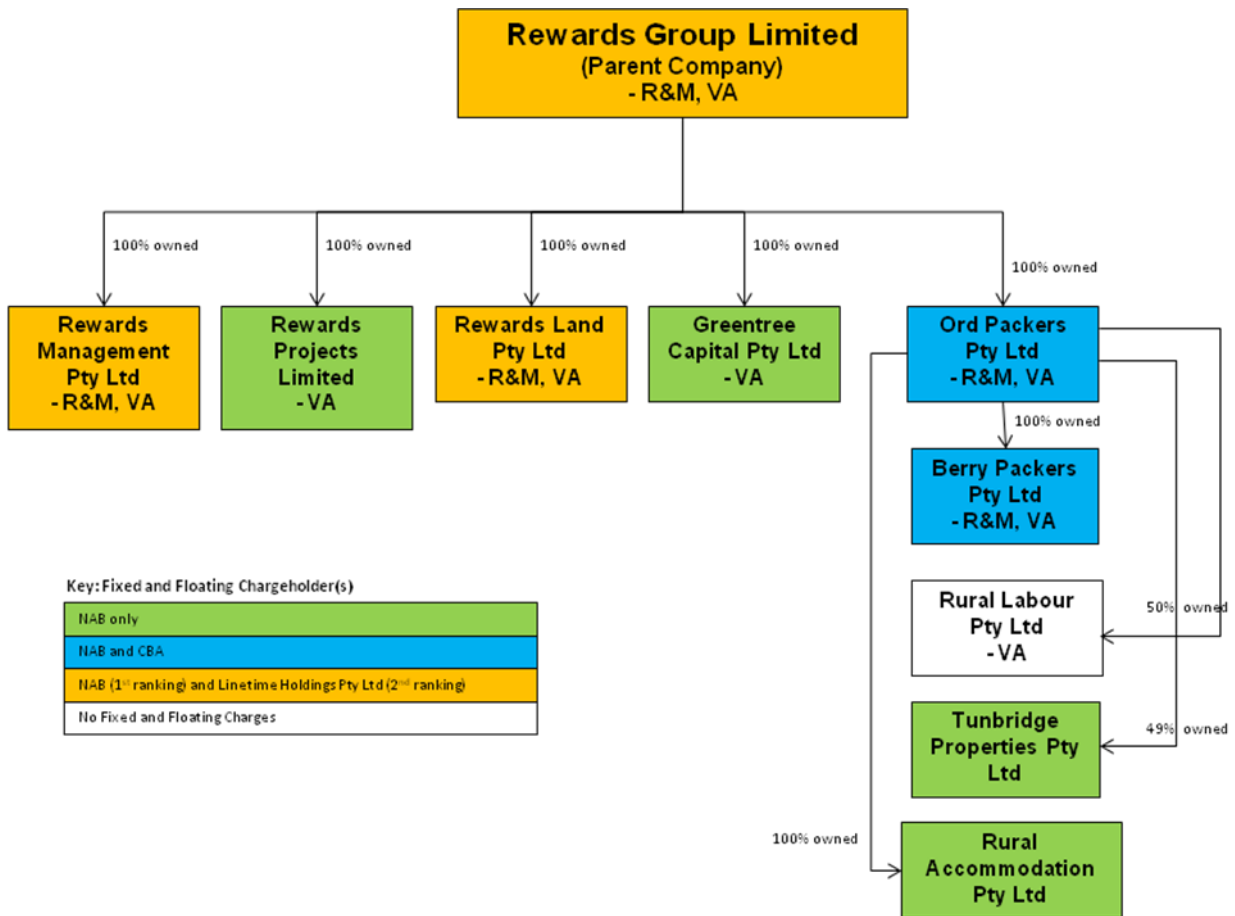 Rewards Group Limited
(Parent Company)
- R&M, VA
100% owned
100% owned
100% owned
100% owned
100% owned
Rewards
Management
Pty Ltd
- R&M, VA
Rewards
Projects
Limited
- VA
Rewards Land
Pty Ltd
- R&M, VA
Greentree
Capital Pty Ltd
- VA
Ord Packers
Pty Ltd
- R&M, VA
100% owned
Berry Packers
Pty Ltd
- R&M, VA
Rural Labour
Pty Ltd
- VA
50% owned
Tunbridge
Properties Pty
Ltd
49% owned
100% owned
Rural
Accommodation
Pty Ltd
Key: Fixed and Floating Chargeholder(s)
NAB only
NAB and CBA
NAB (1st ranking) and Linetime Holdings Pty Ltd (2nd ranking)
No Fixed and Floating Charges